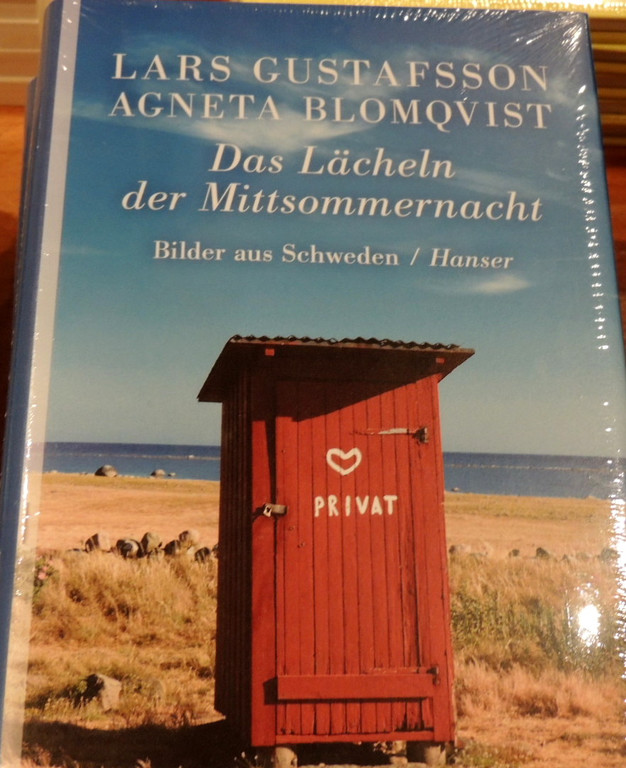 LARS GUSTAFSSON
AGNETA BLOMQVIST
Das Lächeln
der Mittsommernacht
Bilder aus Schweden / Hanser
PRIVAT